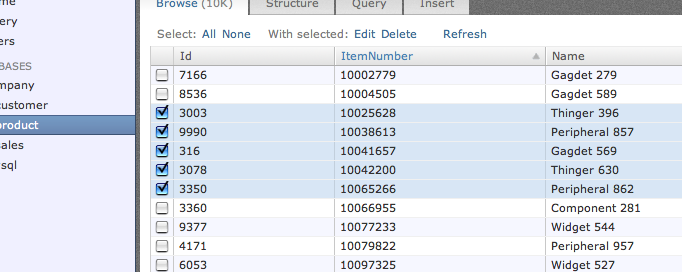 Browse (10K) Structure Query Insert
Select: All None With selected: Edit Delete Refresh
Id ItemNumber Name
7166 10002779 Gagdet 279
8536 10004505 Gagdet 589
3003 10025628 Thinger 396
9990 10038613 Peripheral 857
316 10041657 Gagdet 569
3078 10042200 Thinger 630
3350 10065266 Peripheral 862
3360 10066955 Component 281
9377 10077233 Widget 544
4171 10079822 Peripheral 957
6053 10097325 Widget 527
me
ery
ers
BASES
mpany
customer
product
sales
ysql